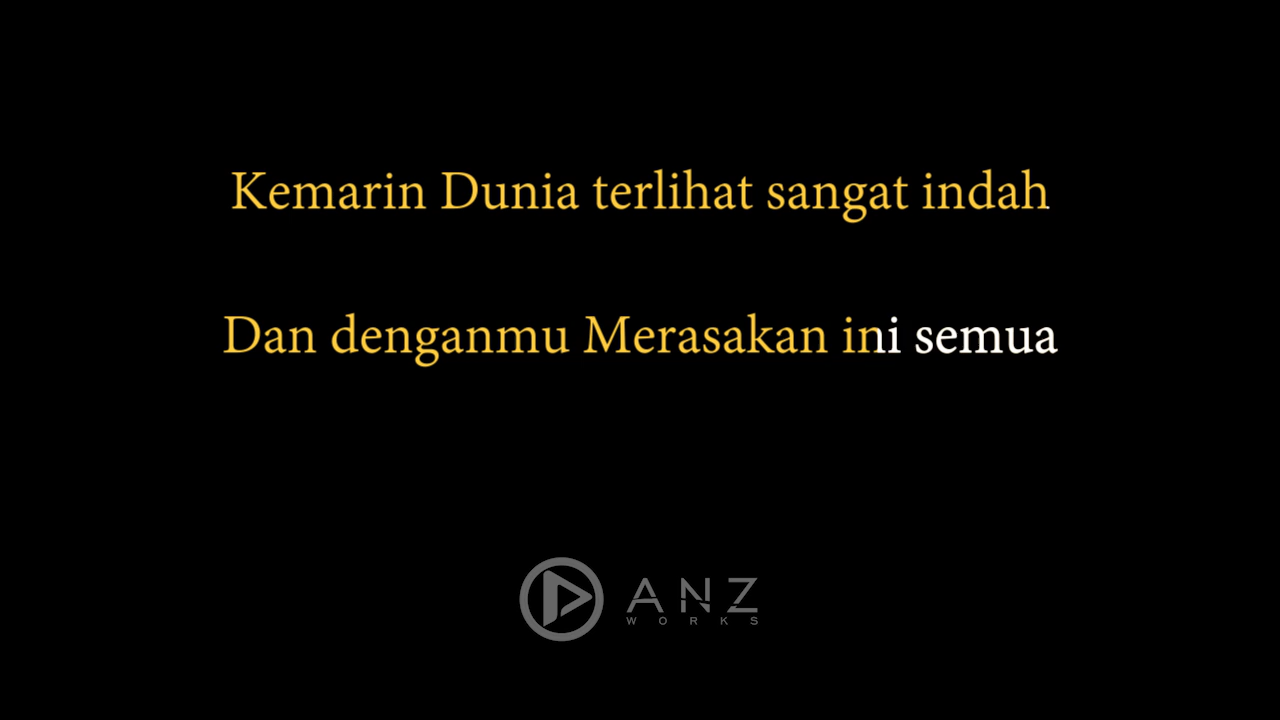 Kemarin Dunia terlihat sangat indah
Dan denganmu Merasakan ini semua
ANZ
WORKS